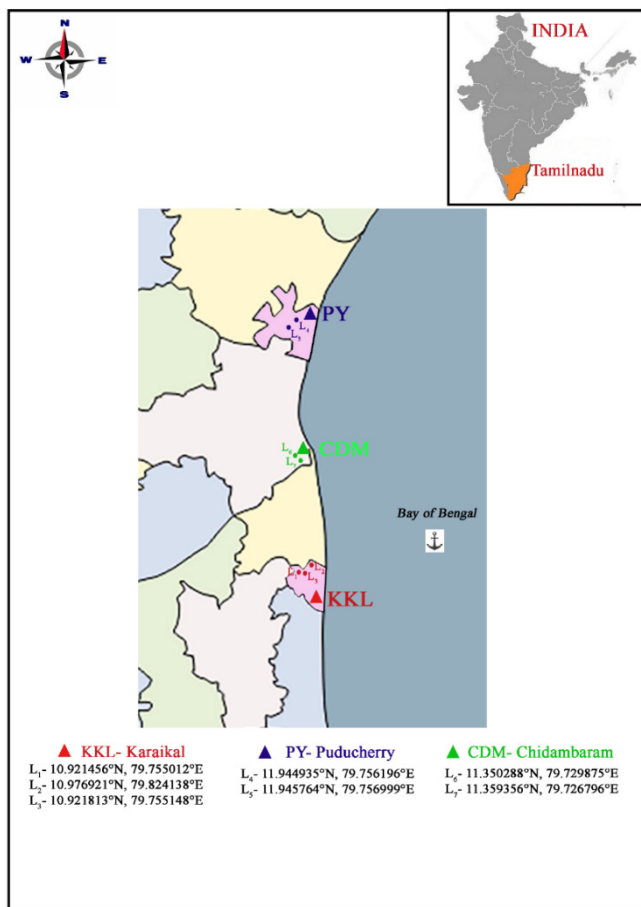 N
W E
S
INDIA
Tamilnadu
PY
L4
L5
L6
CDM
L7
Bay of Bengal
L1 L2
L3
KKL
KKL- Karaikal
L1- 10.921456°N, 79.755012°E
L2- 10.976921°N, 79.824138°E
L3- 10.921813°N, 79.755148°E
PY- Puducherry
L4- 11.944935°N, 79.756196°E
L5- 11.945764°N, 79.756999°E
CDM- Chidambaram
L6- 11.350288°N, 79.729875°E
L7- 11.359356°N, 79.726796°E